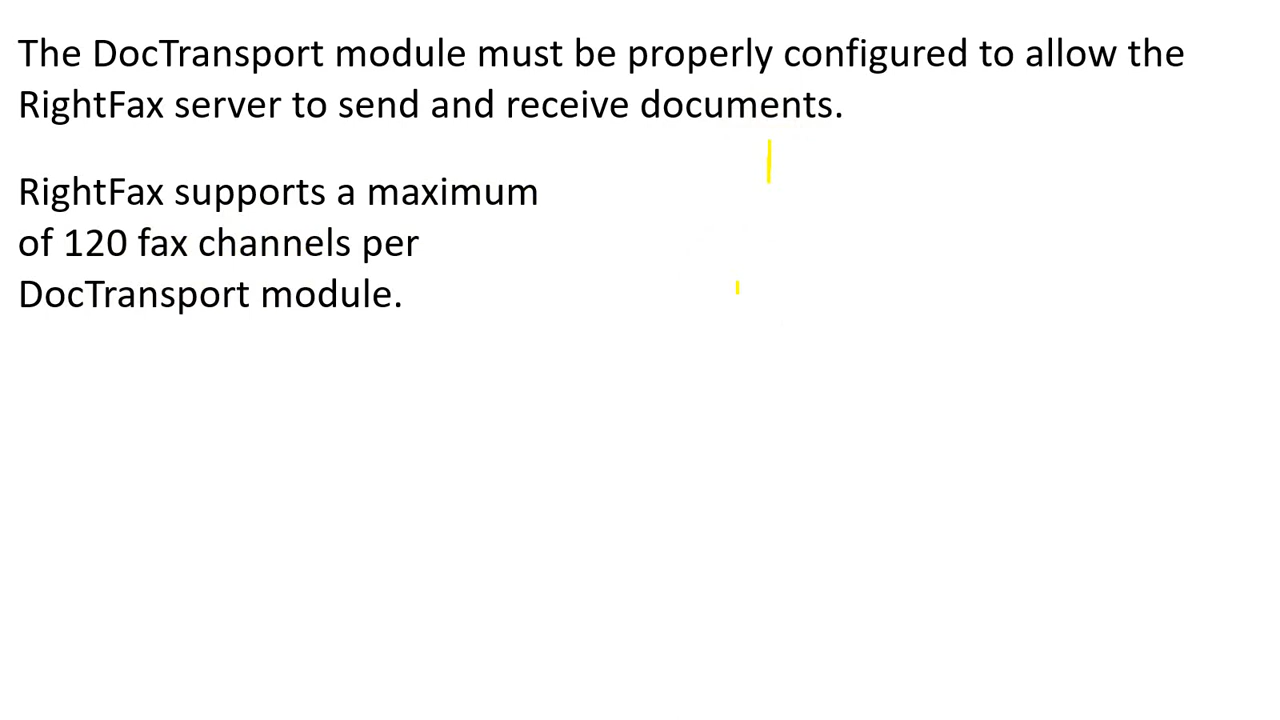 The DocTransport module must be properly configured to allow the
RightFax server to send and receive documents.
RightFax supports a maximum
of 120 fax channels per
DocTransport module.